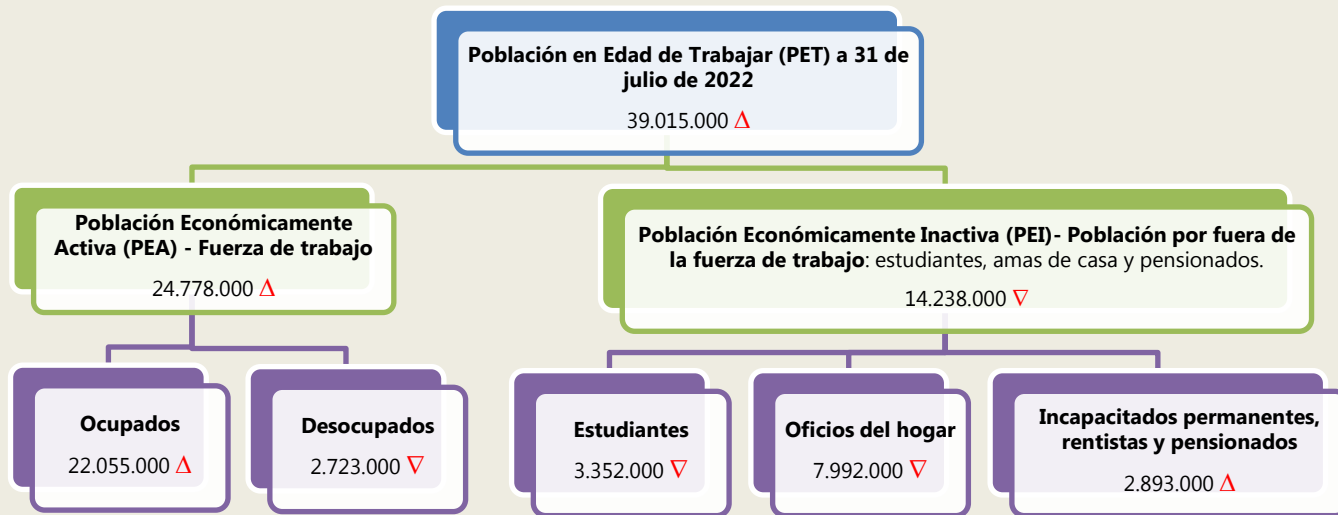 Población en Edad de Trabajar (PET) a 31 de
julio de 2022
39.015.000 Δ
Población Económicamente
Activa (PEA) - Fuerza de trabajo
24.778.000 Δ
Población Económicamente Inactiva (PEI)- Población por fuera de
la fuerza de trabajo: estudiantes, amas de casa y pensionados.
14.238.000 ∇
Ocupados
22.055.000 Δ
Desocupados
2.723.000 ∇
Estudiantes
3.352.000 ∇
Oficios del hogar
7.992.000 ∇
Incapacitados permanentes,
rentistas y pensionados
2.893.000 Δ